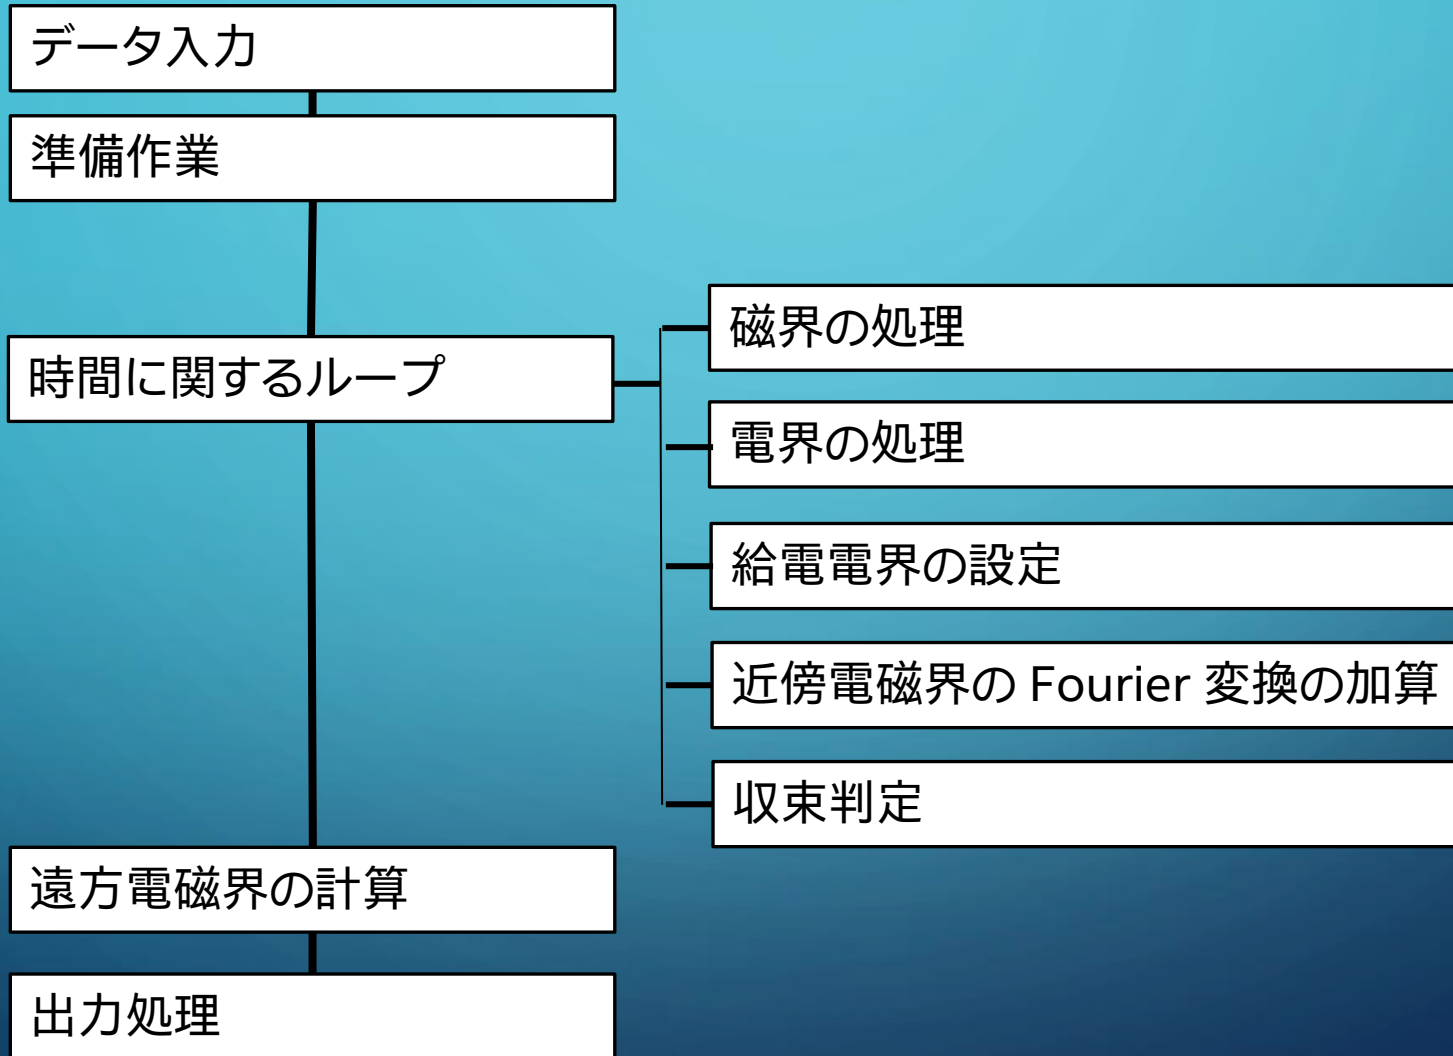 データ入力
準備作業
時間に関するループ
磁界の処理
電界の処理
給電電界の設定
近傍電磁界の Fourier 変換の加算
収束判定
遠方電磁界の計算
出力処理